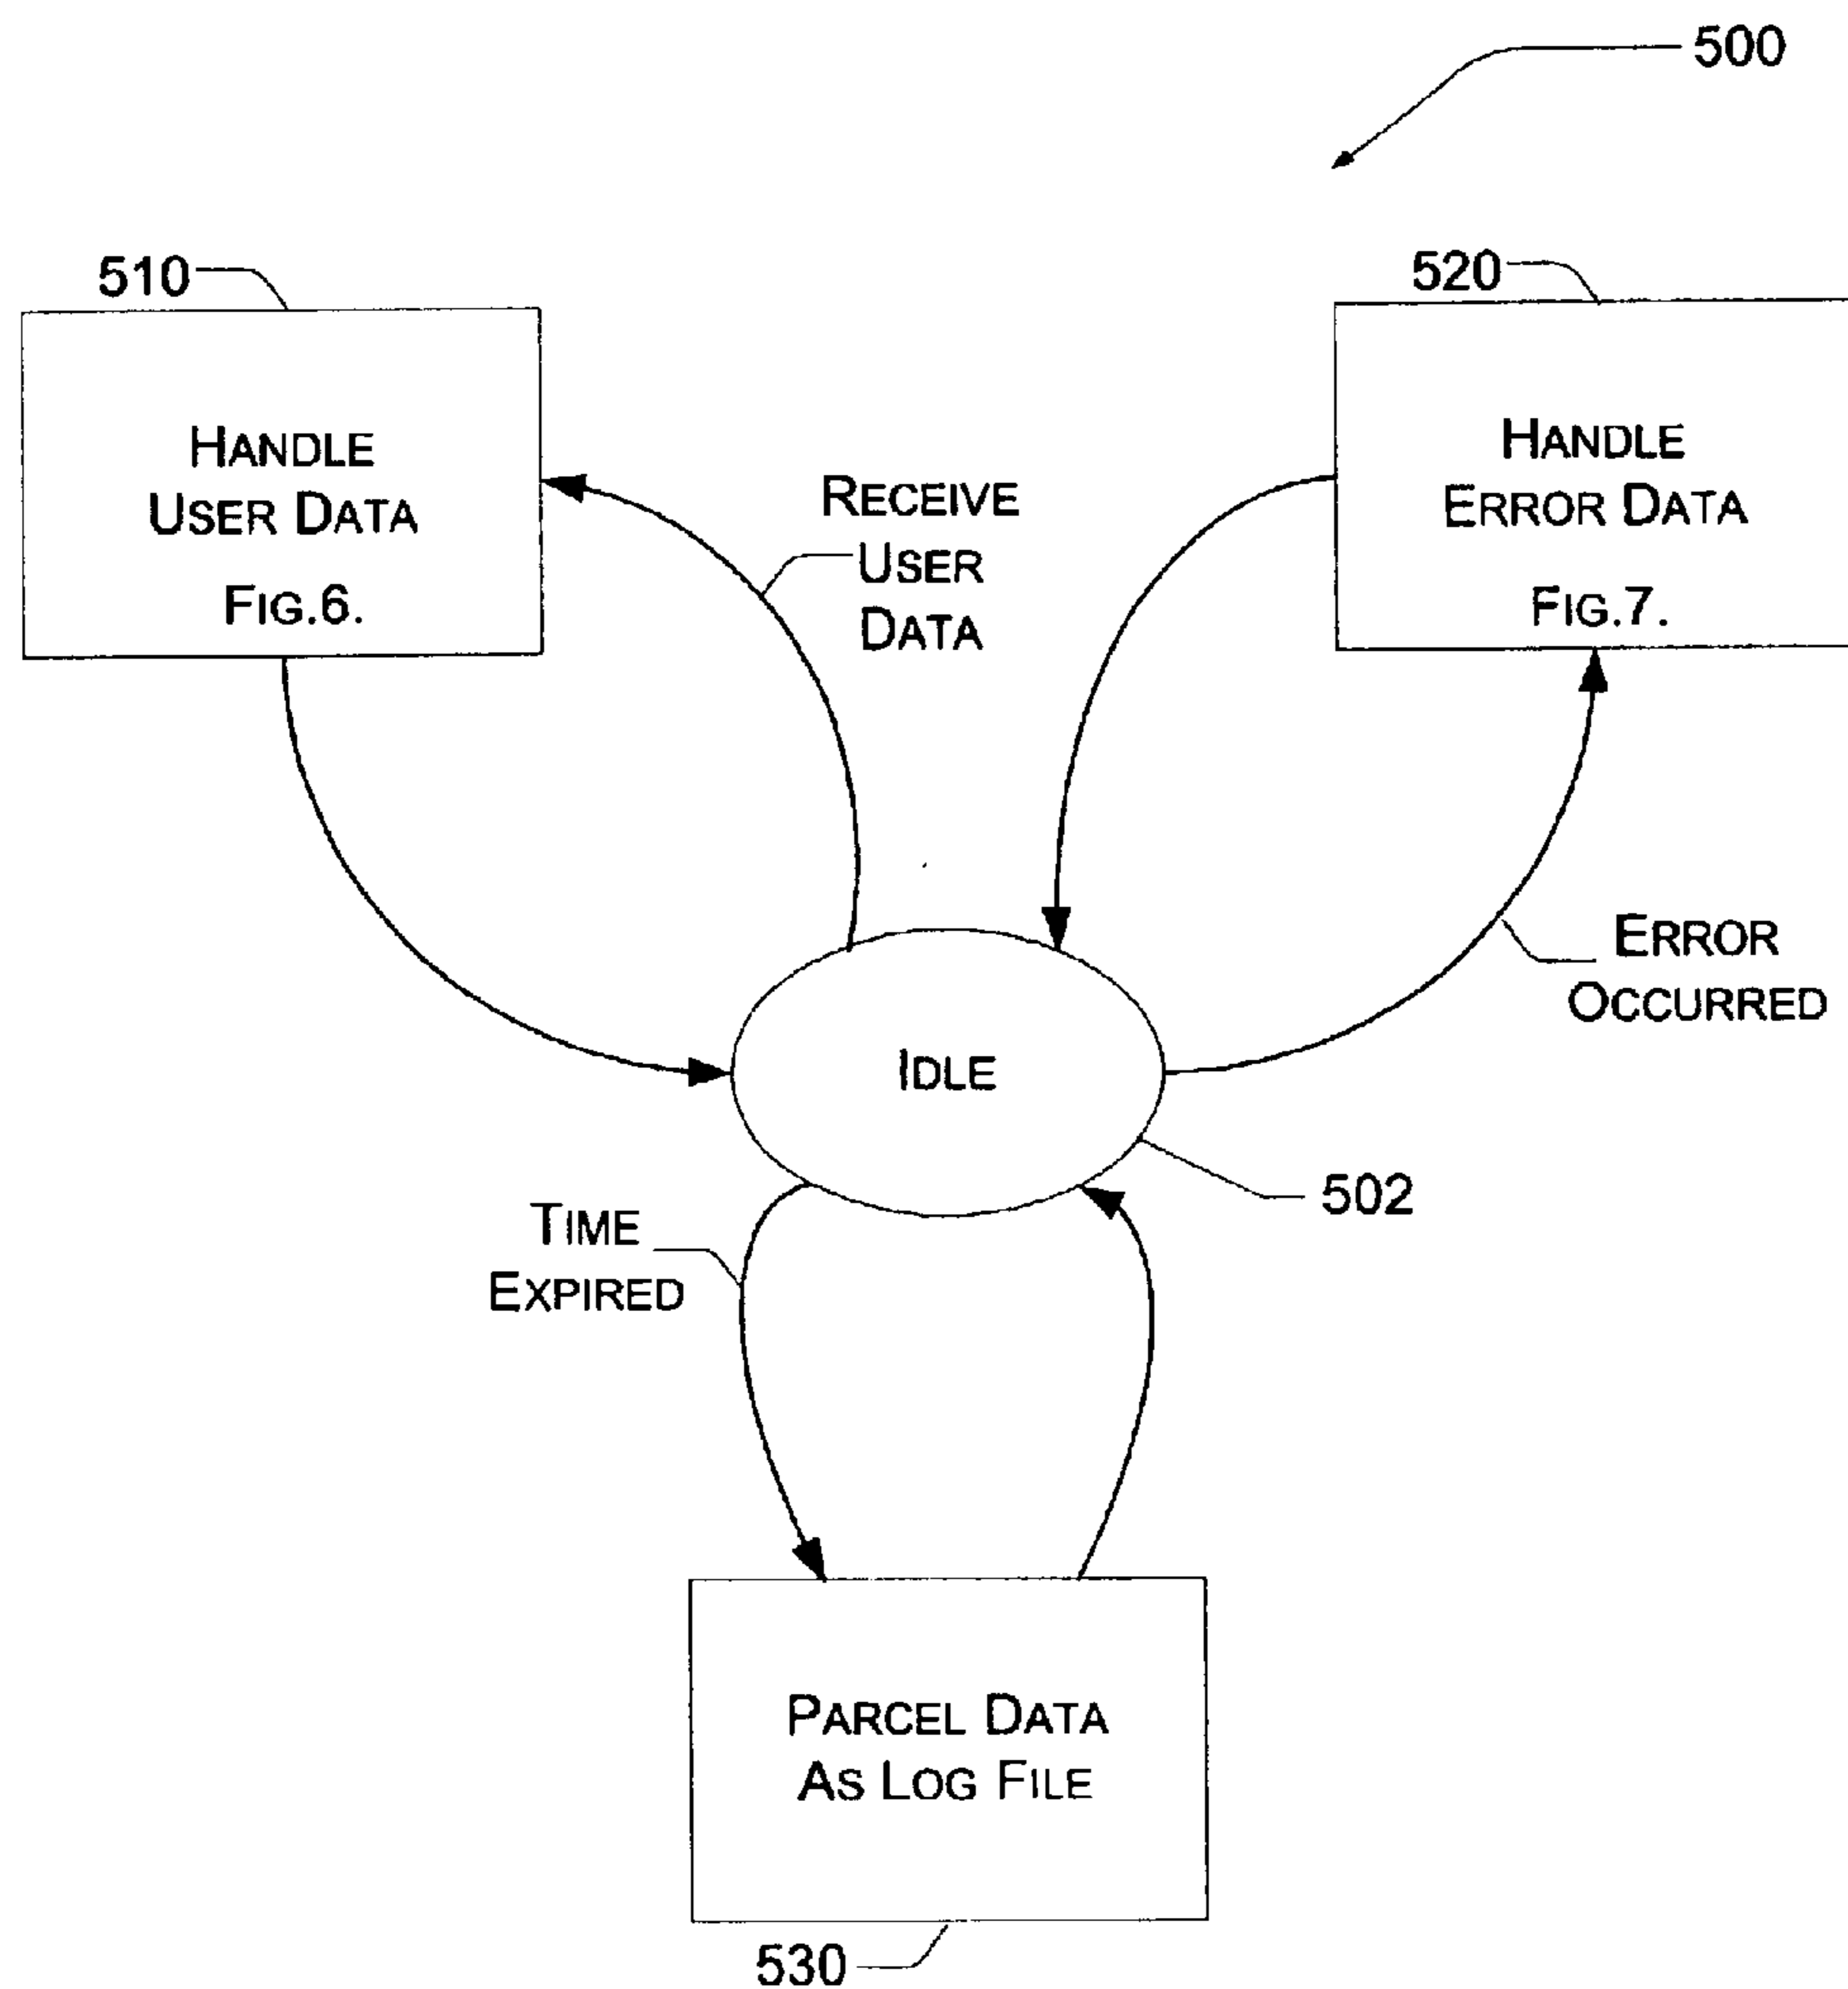 500
510
520
HANDLE
USER DATA
FIG.6.
RECEIVE
USER
DATA
HANDLE
ERROR DATA
FIG.7.
ERROR
OCCURRED
IDLE
502
TIME
EXPIRED
PARCEL DATA
AS LOG FILE
530